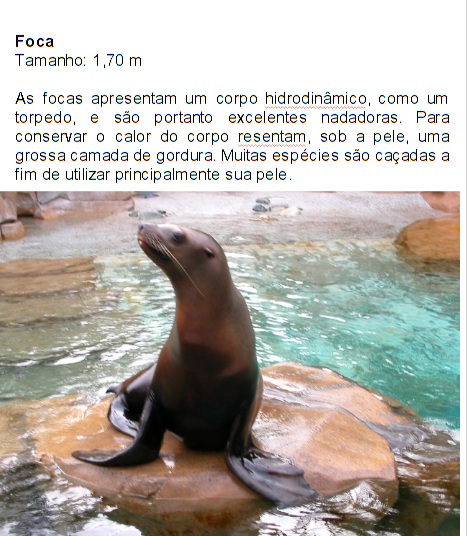 Foca
Tamanho: 1,70 m
As focas apresentam um corpo hidrodinâmico, como um
torpedo, e são portanto excelentes nadadoras. Para
conservar o calor do corpo resentam, sob a pele, uma
grossa camada de gordura. Muitas espécies são caçadas a
fim de utilizar principalmente sua pele.